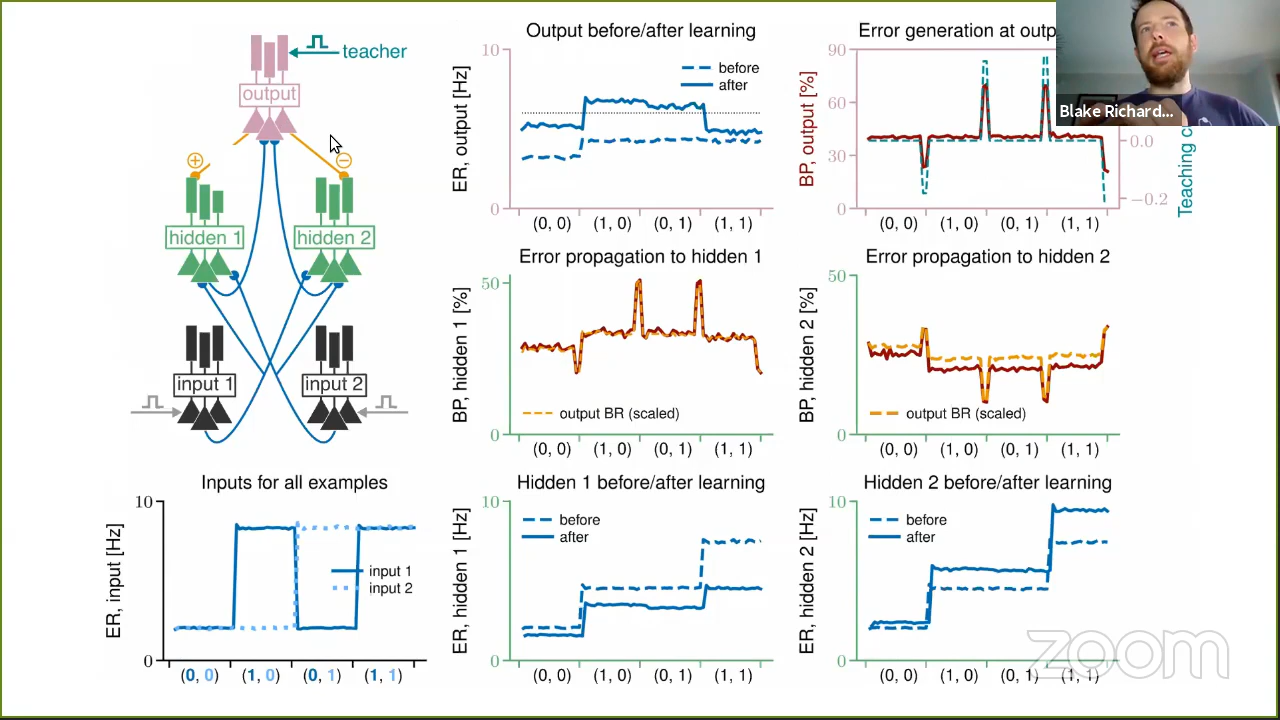 teacher
output
+
−
hidden 1
hidden 2
input 1
input 2
Output before/after learning
ER, output [Hz]
10
0
before
after
(0, 0) (1, 0) (0, 1) (1, 1)
Error generation at outp
BP, output [%]
90
60
30
0
0.0
−0.2
Teaching c
(0, 0) (1, 0) (0, 1) (1, 1)
Blake Richard...
Error propagation to hidden 1
BP, hidden 1 [%]
50
0
output BR (scaled)
(0, 0) (1, 0) (0, 1) (1, 1)
Error propagation to hidden 2
BP, hidden 2 [%]
50
0
output BR (scaled)
(0, 0) (1, 0) (0, 1) (1, 1)
Inputs for all examples
ER, input [Hz]
10
0
input 1
input 2
(0, 0) (1, 0) (0, 1) (1, 1)
Hidden 1 before/after learning
ER, hidden 1 [Hz]
10
0
before
after
(0, 0) (1, 0) (0, 1) (1, 1)
Hidden 2 before/after learning
ER, hidden 2 [Hz]
10
0
before
after
(0, 0) (1, 0) (0, 1) (1, 1)
zoom